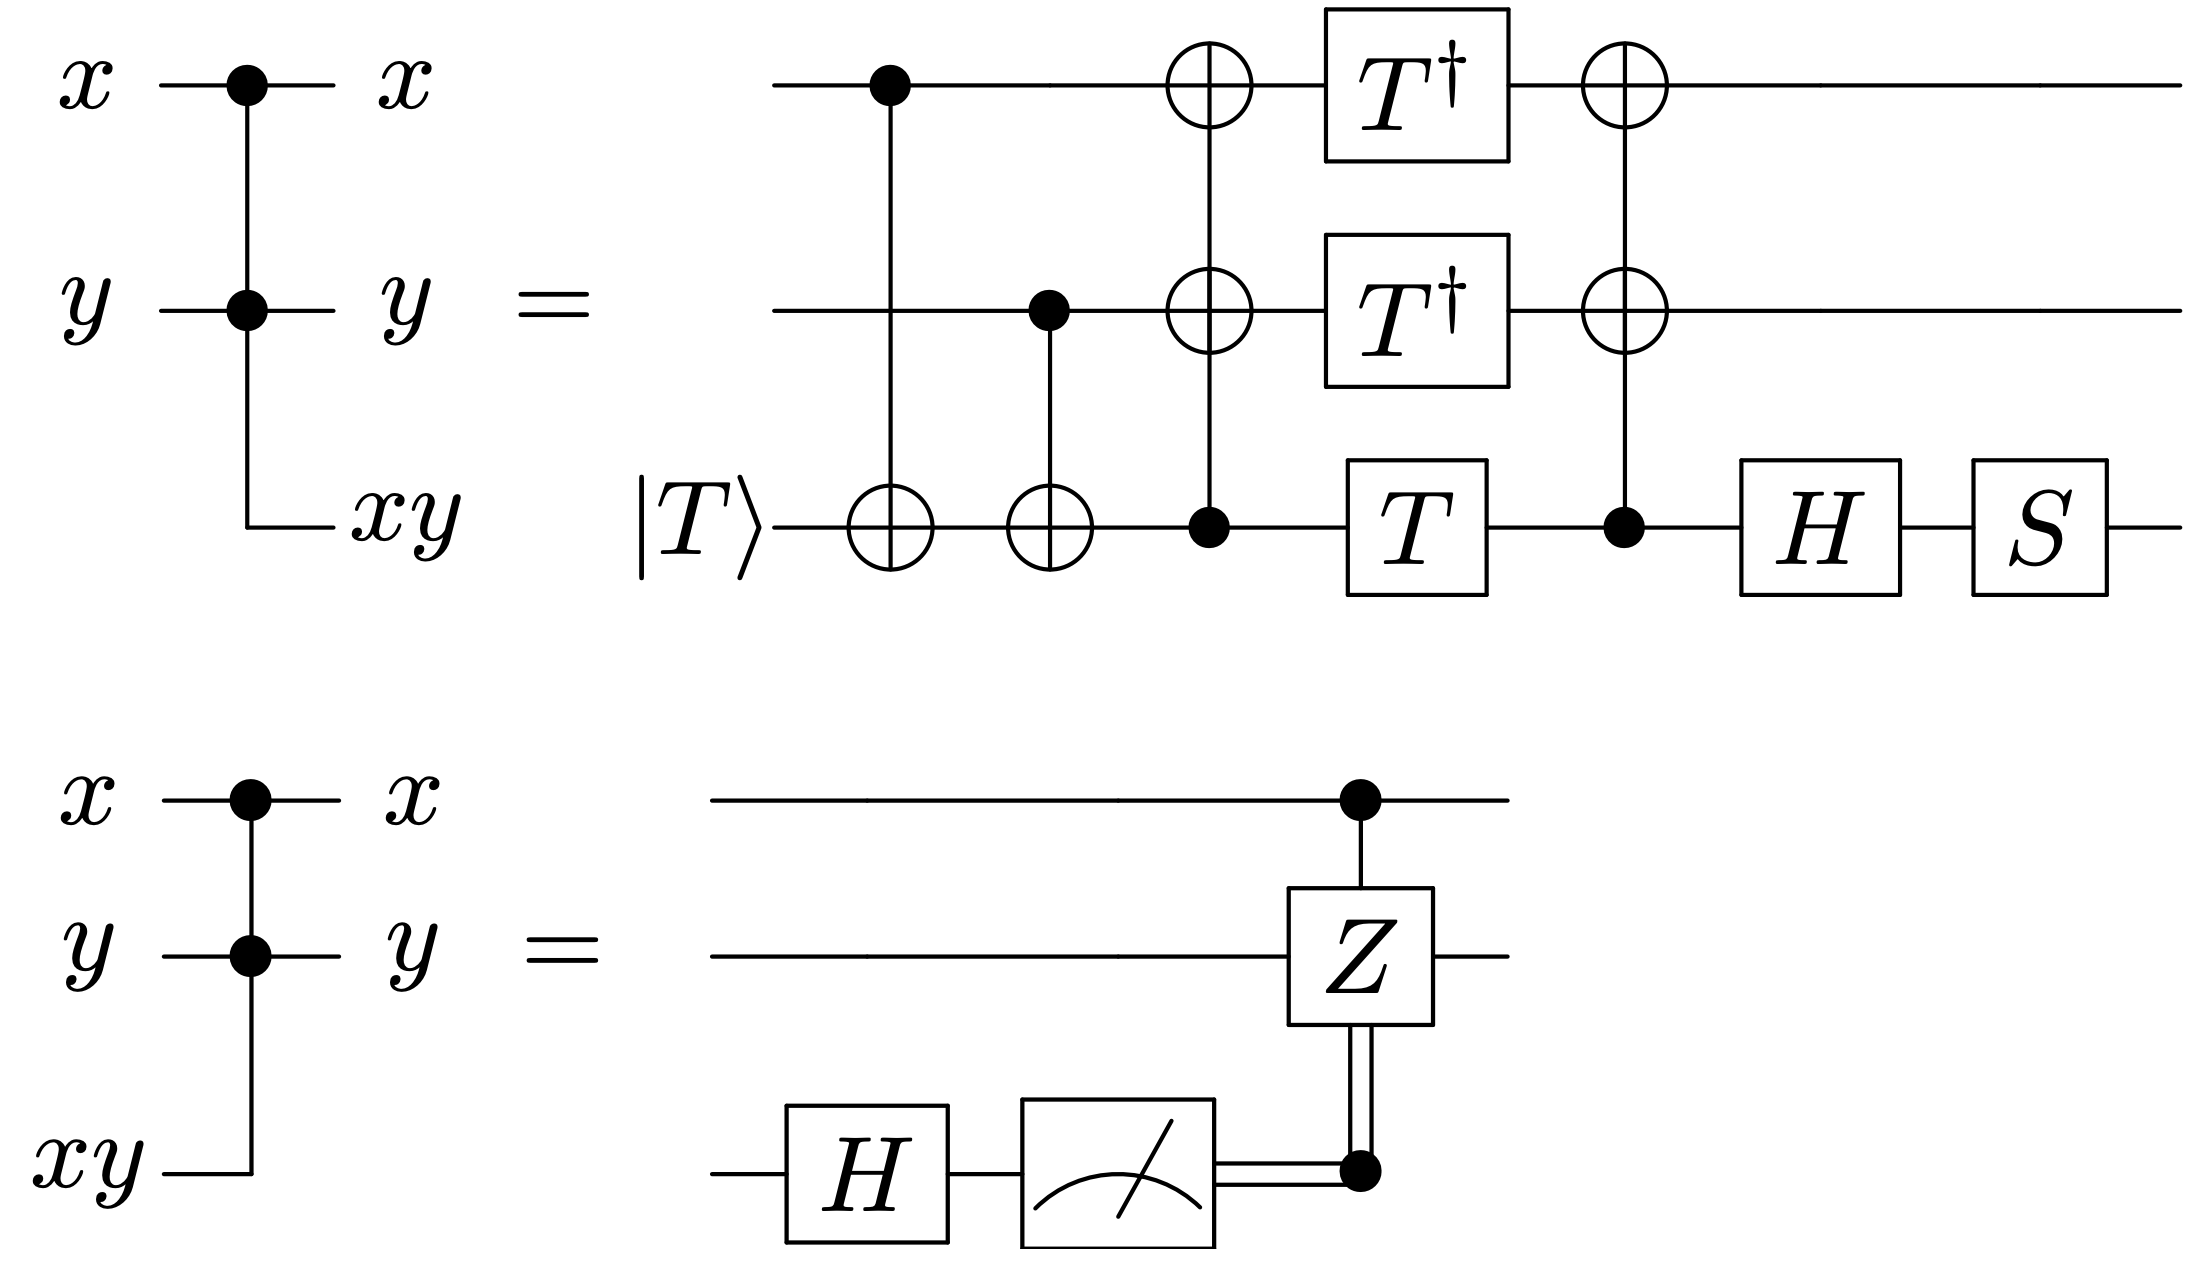 x x T†
y y = T†
xy |T⟩ T H S
x x
y y = Z
xy H